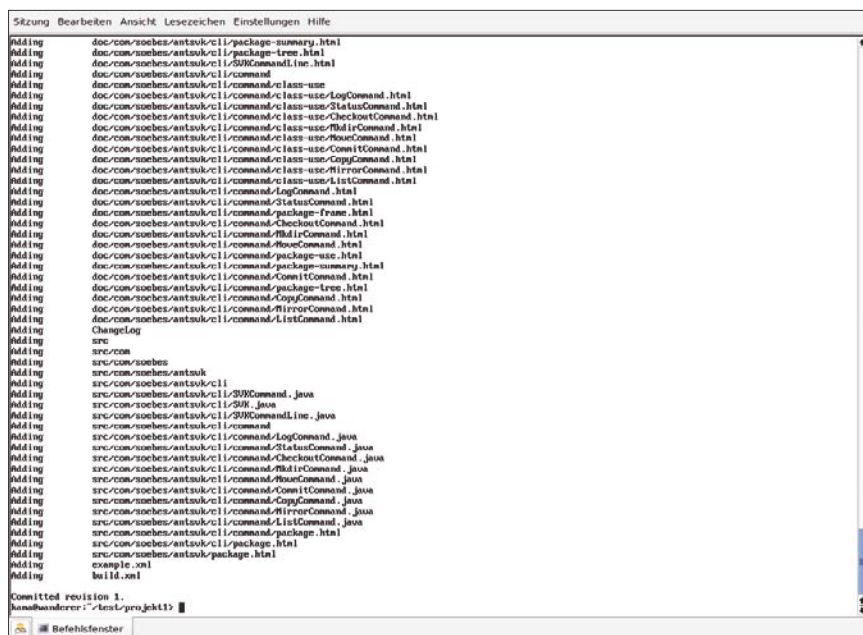 Sitzung Bearbeiten Ansicht Lesezeichen Einstellungen Hilfe
Adding doc/com/soebes/antsvk/cli/package-summary.html
Adding doc/com/soebes/antsvk/cli/package-tree.html
Adding doc/com/soebes/antsvk/cli/SVKCommandLine.html
Adding doc/com/soebes/antsvk/cli/command
Adding doc/com/soebes/antsvk/cli/command/class-use
Adding doc/com/soebes/antsvk/cli/command/class-use/LogCommand.html
Adding doc/com/soebes/antsvk/cli/command/class-use/StatusCommand.html
Adding doc/com/soebes/antsvk/cli/command/class-use/CheckoutCommand.html
Adding doc/com/soebes/antsvk/cli/command/class-use/MkdirCommand.html
Adding doc/com/soebes/antsvk/cli/command/class-use/MoveCommand.html
Adding doc/com/soebes/antsvk/cli/command/class-use/CommitCommand.html
Adding doc/com/soebes/antsvk/cli/command/class-use/CopyCommand.html
Adding doc/com/soebes/antsvk/cli/command/class-use/MirrorCommand.html
Adding doc/com/soebes/antsvk/cli/command/class-use/ListCommand.html
Adding doc/com/soebes/antsvk/cli/command/LogCommand.html
Adding doc/com/soebes/antsvk/cli/command/StatusCommand.html
Adding doc/com/soebes/antsvk/cli/command/package-frame.html
Adding doc/com/soebes/antsvk/cli/command/CheckoutCommand.html
Adding doc/com/soebes/antsvk/cli/command/MkdirCommand.html
Adding doc/com/soebes/antsvk/cli/command/MoveCommand.html
Adding doc/com/soebes/antsvk/cli/command/package-use.html
Adding doc/com/soebes/antsvk/cli/command/package-summary.html
Adding doc/com/soebes/antsvk/cli/command/CommitCommand.html
Adding doc/com/soebes/antsvk/cli/command/package-tree.html
Adding doc/com/soebes/antsvk/cli/command/CopyCommand.html
Adding doc/com/soebes/antsvk/cli/command/MirrorCommand.html
Adding doc/com/soebes/antsvk/cli/command/ListCommand.html
Adding ChangeLog
Adding src
Adding src/com
Adding src/com/soebes
Adding src/com/soebes/antsvk
Adding src/com/soebes/antsvk/cli
Adding src/com/soebes/antsvk/cli/SVKCommand.java
Adding src/com/soebes/antsvk/cli/SVK.java
Adding src/com/soebes/antsvk/cli/SVKCommandLine.java
Adding src/com/soebes/antsvk/cli/command
Adding src/com/soebes/antsvk/cli/command/LogCommand.java
Adding src/com/soebes/antsvk/cli/command/StatusCommand.java
Adding src/com/soebes/antsvk/cli/command/CheckoutCommand.java
Adding src/com/soebes/antsvk/cli/command/MkdirCommand.java
Adding src/com/soebes/antsvk/cli/command/MoveCommand.java
Adding src/com/soebes/antsvk/cli/command/CommitCommand.java
Adding src/com/soebes/antsvk/cli/command/CopyCommand.java
Adding src/com/soebes/antsvk/cli/command/MirrorCommand.java
Adding src/com/soebes/antsvk/cli/command/ListCommand.java
Adding src/com/soebes/antsvk/cli/command/package.html
Adding src/com/soebes/antsvk/cli/package.html
Adding src/com/soebes/antsvk/package.html
Adding example.xml
Adding build.xml
Committed revision 1.
kama@wanderer:~/test/projekt1>
Befehlsfenster